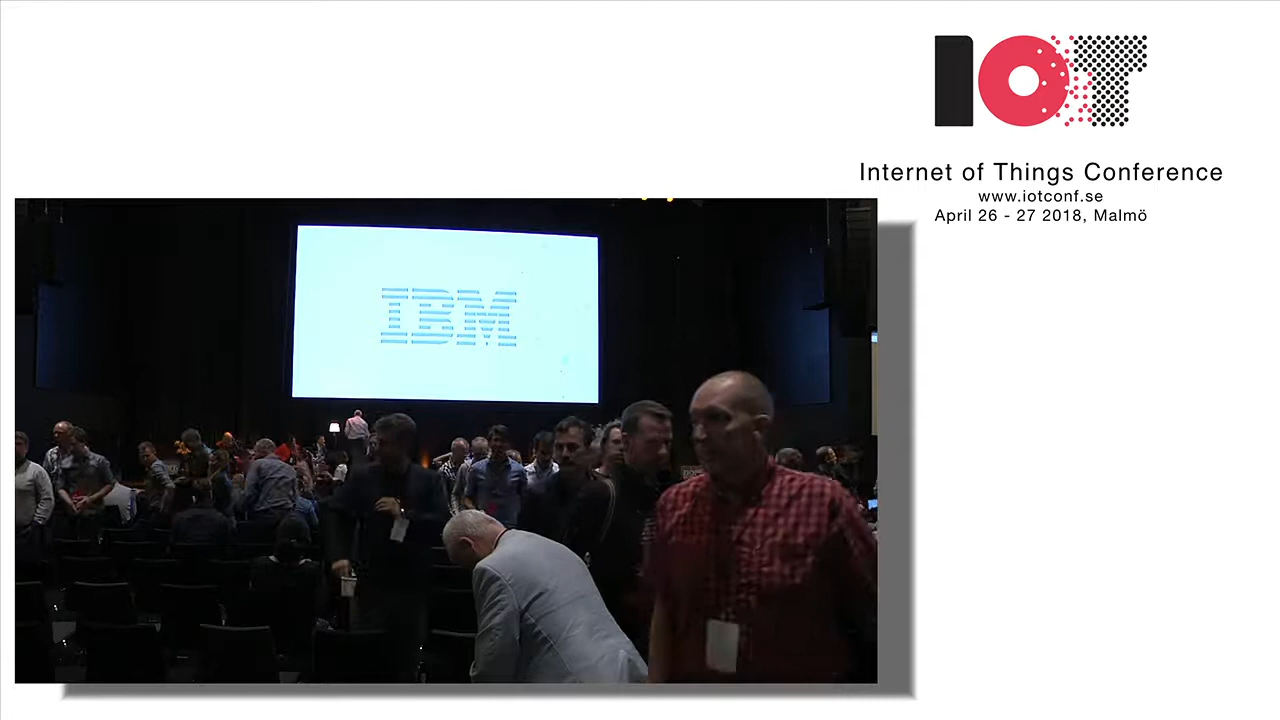 IOT
Internet of Things Conference
www.iotconf.se
April 26 - 27 2018, Malmö
IBM